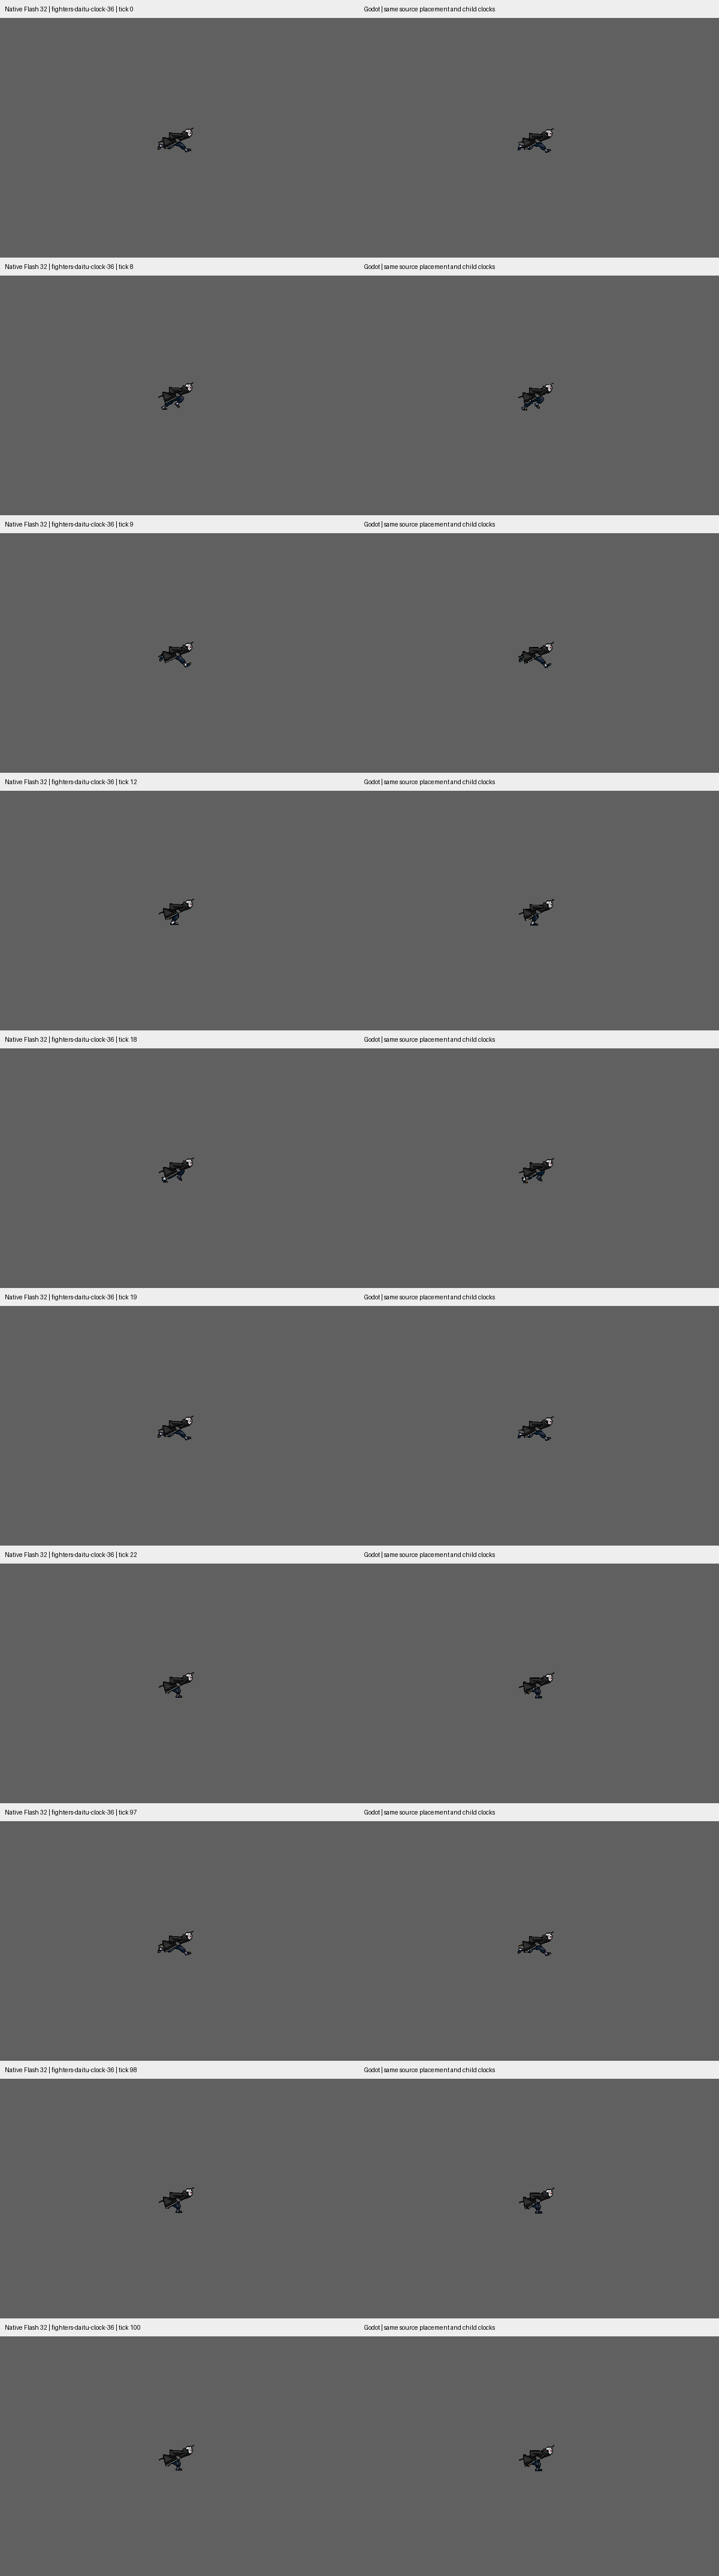 Native Flash 32 | fighters-daitu-clock-36 | tick 0
Godot | same source placement and child clocks
Native Flash 32 | fighters-daitu-clock-36 | tick 8
Godot | same source placement and child clocks
Native Flash 32 | fighters-daitu-clock-36 | tick 9
Godot | same source placement and child clocks
Native Flash 32 | fighters-daitu-clock-36 | tick 12
Godot | same source placement and child clocks
Native Flash 32 | fighters-daitu-clock-36 | tick 18
Godot | same source placement and child clocks
Native Flash 32 | fighters-daitu-clock-36 | tick 19
Godot | same source placement and child clocks
Native Flash 32 | fighters-daitu-clock-36 | tick 22
Godot | same source placement and child clocks
Native Flash 32 | fighters-daitu-clock-36 | tick 97
Godot | same source placement and child clocks
Native Flash 32 | fighters-daitu-clock-36 | tick 98
Godot | same source placement and child clocks
Native Flash 32 | fighters-daitu-clock-36 | tick 100
Godot | same source placement and child clocks